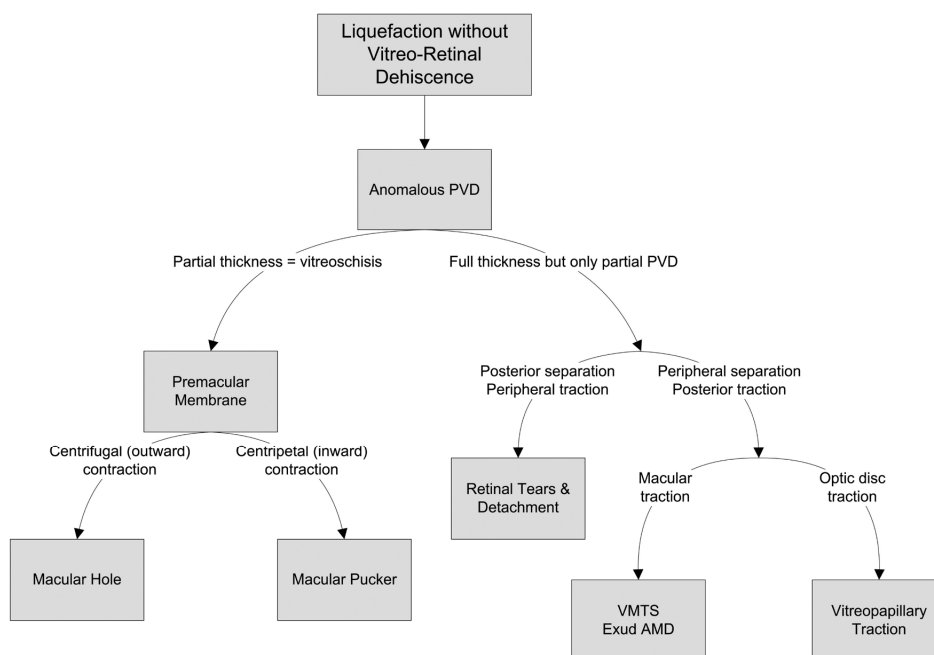 Liquefaction without
Vitreo-Retinal
Dehiscence
Anomalous PVD
Partial thickness = vitreoschisis
Full thickness but only partial PVD
Premacular
Membrane
Posterior separation
Peripheral traction
Peripheral separation
Posterior traction
Centrifugal (outward)
contraction
Centripetal (inward)
contraction
Retinal Tears &
Detachment
Macular
traction
Optic disc
traction
Macular Hole
Macular Pucker
VMTS
Exud AMD
Vitreopapillary
Traction